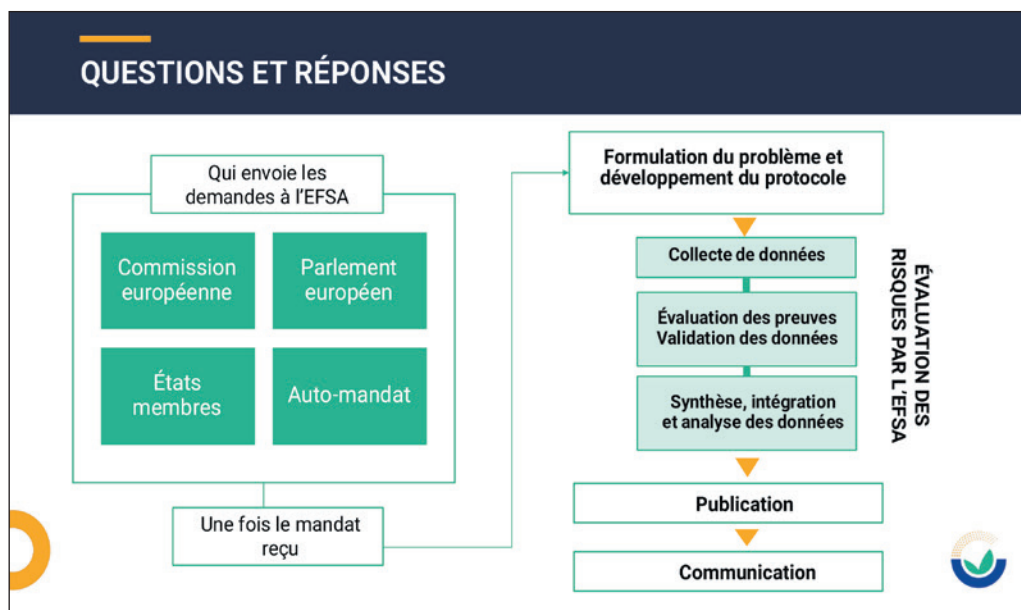 QUESTIONS ET RÉPONSES
Qui envoie les
demandes à l'EFSA
Commission
européenne
Parlement
européen
États
membres
Auto-mandat
Une fois le mandat
reçu
Formulation du problème et
développement du protocole
Collecte de données
Évaluation des preuves
Validation des données
Synthèse, intégration
et analyse des données
ÉVALUATION DES
RISQUES PAR L'EFSA
Publication
Communication